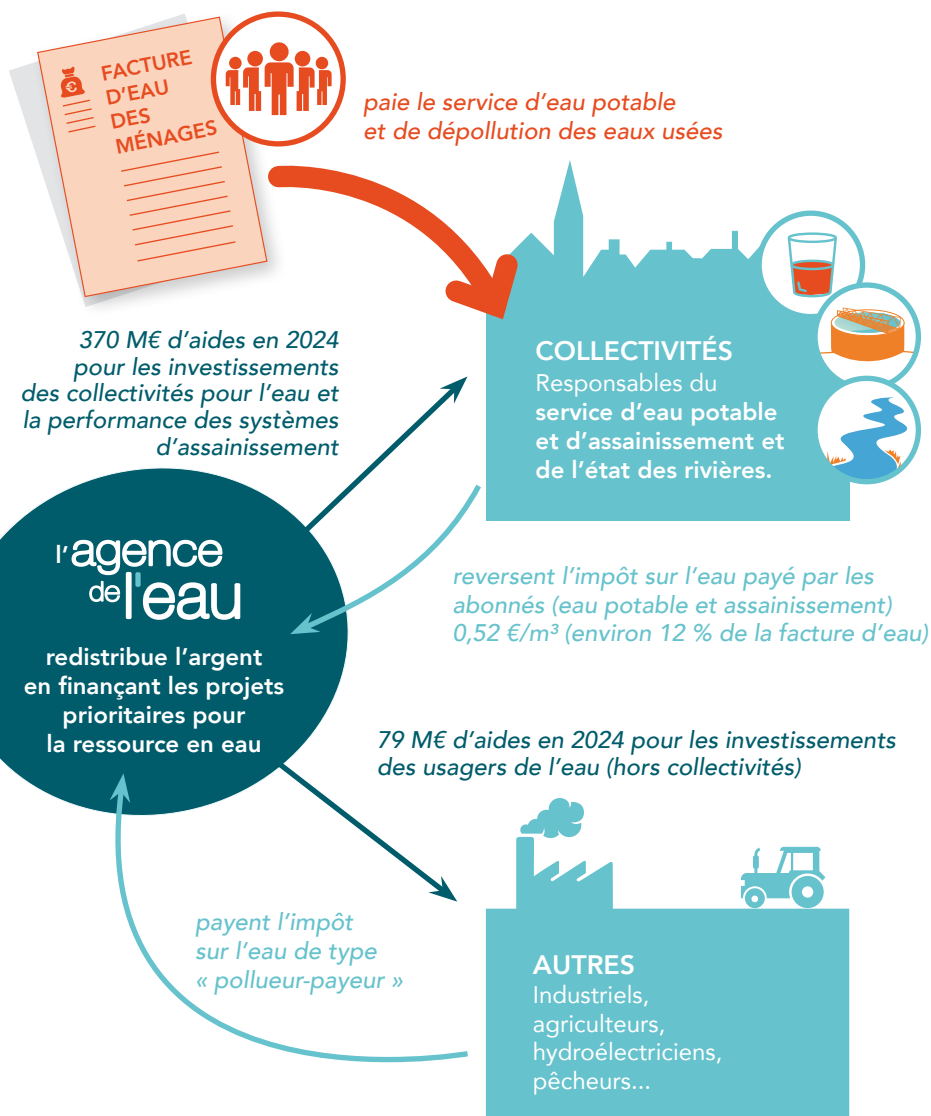 FACTURE
D'EAU
DES
MÉNAGES
€
paie le service d'eau potable
et de dépollution des eaux usées
370 M€ d'aides en 2024
pour les investissements
des collectivités pour l'eau et
la performance des systèmes
d'assainissement
COLLECTIVITÉS
Responsables du
service d'eau potable
et d'assainissement et
de l'état des rivières.
l'agence
de l'eau
redistribue l'argent
en finançant les projets
prioritaires pour
la ressource en eau
reversent l'impôt sur l'eau payé par les
abonnés (eau potable et assainissement)
0,52 €/m³ (environ 12 % de la facture d'eau)
79 M€ d'aides en 2024 pour les investissements
des usagers de l'eau (hors collectivités)
payent l'impôt
sur l'eau de type
« pollueur-payeur »
AUTRES
Industriels,
agriculteurs,
hydroélectriciens,
pêcheurs...